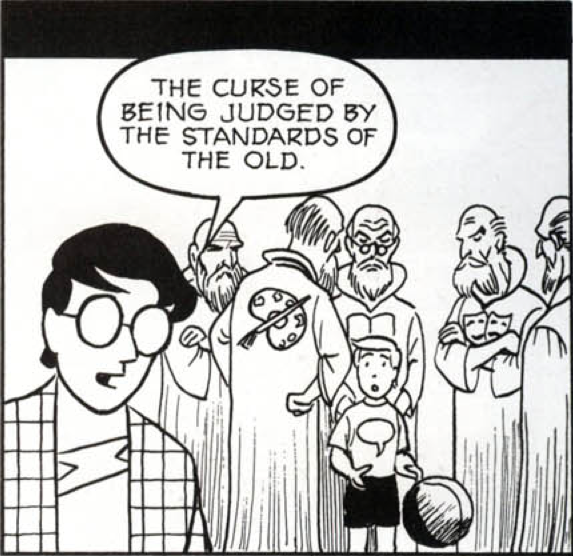 THE CURSE OF
BEING JUDGED BY
THE STANDARDS OF
THE OLD.